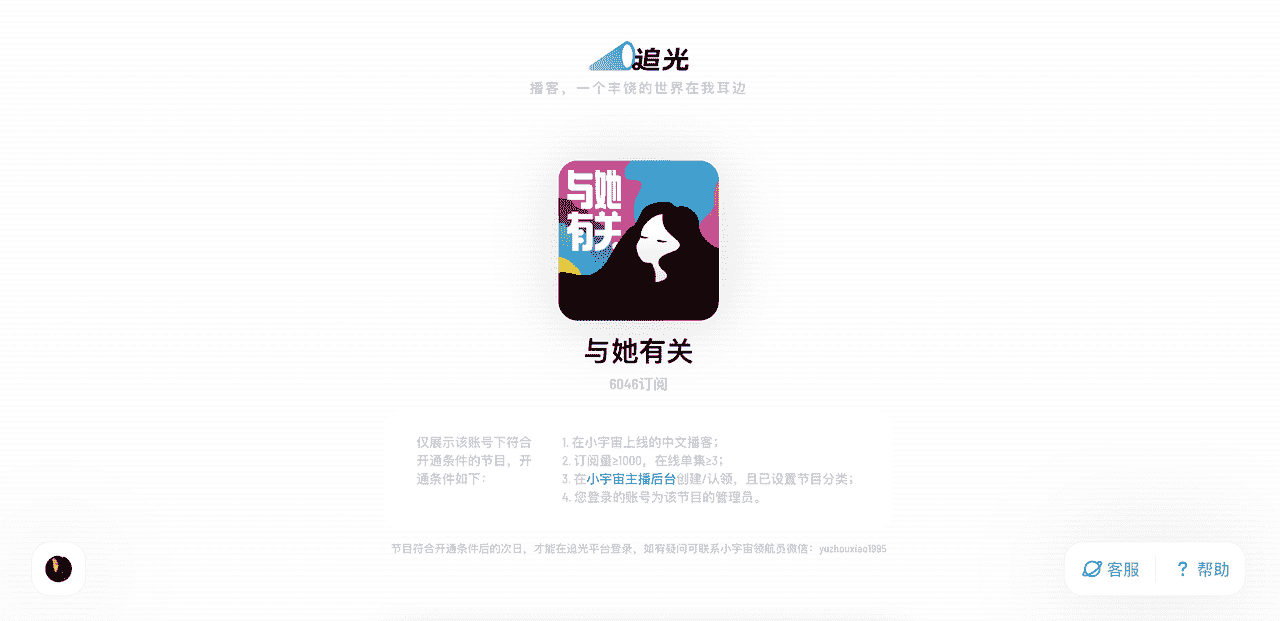 追光
播客，一个丰饶的世界在我耳边
与她
有关
与她有关
6046订阅
仅展示该账号下符合
开通条件的节目，开
通条件如下：
1. 在小宇宙上线的中文播客；
2. 订阅量≥1000，在线单集≥3；
3. 在小宇宙主播后台创建/认领，且已设置节目分类；
4. 您登录的账号为该节目的管理员。
节目符合开通条件后的次日，才能在追光平台登录，如有疑问可联系小宇宙领航员微信：yuzhouxiao1995
客服
? 帮助